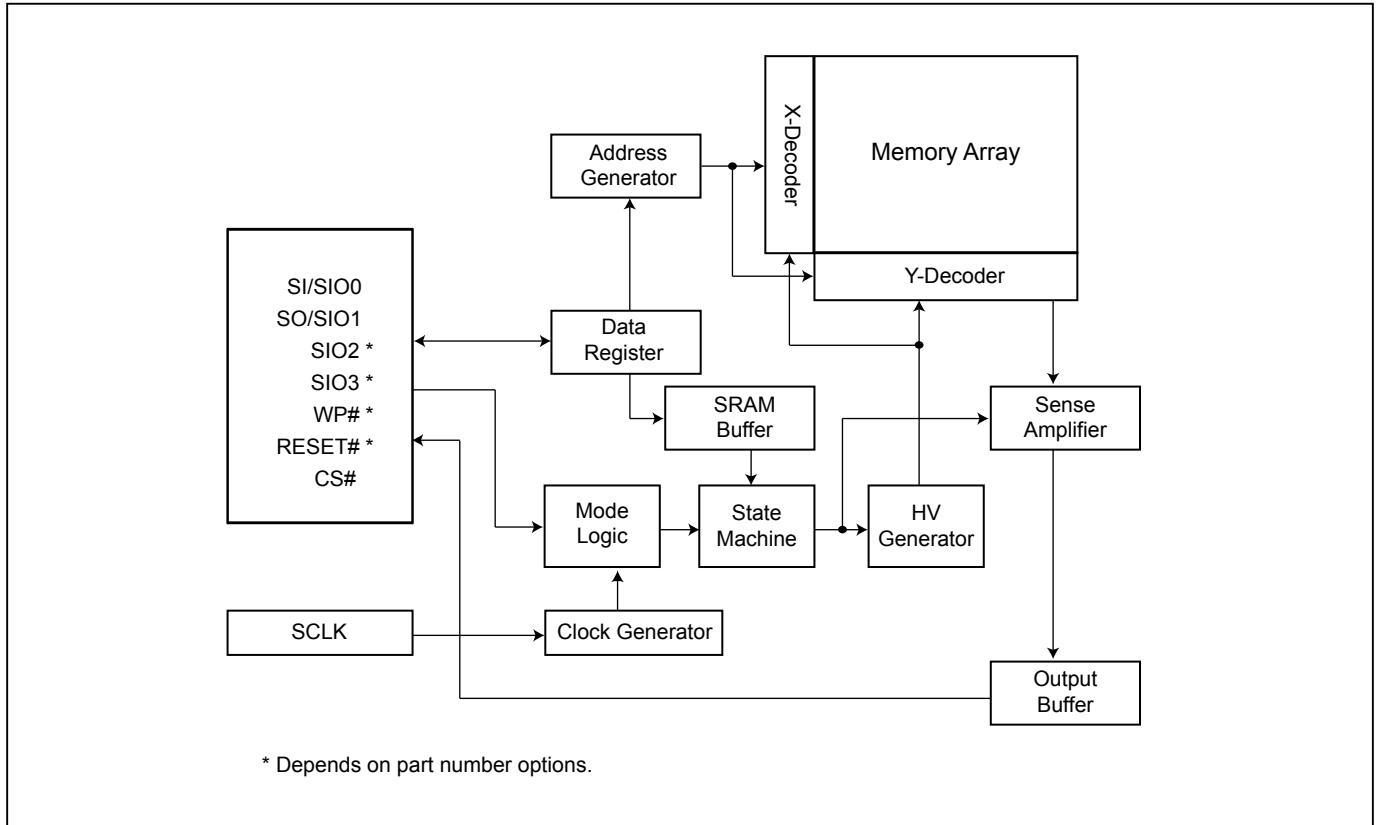 X-Decoder
Memory Array
Address
Generator
Y-Decoder
SI/SIO0
SO/SIO1
SIO2 *
SIO3 *
WP# *
RESET# *
CS#
Data
Register
SRAM
Buffer
Sense
Amplifier
Mode
Logic
State
Machine
HV
Generator
SCLK
Clock Generator
Output
Buffer
* Depends on part number options.